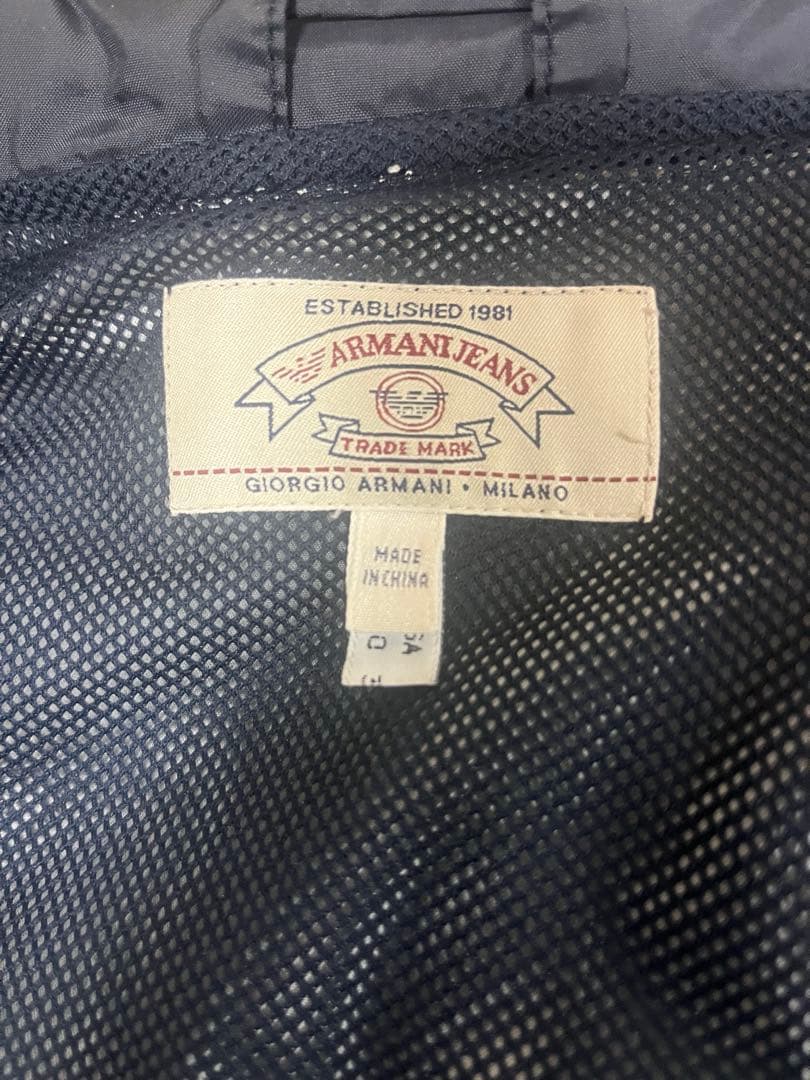 ESTABLISHED 1981
ARMANI JEANS
TRADE MARK
GIORGIO ARMANI • MILANO
MADE
IN CHINA